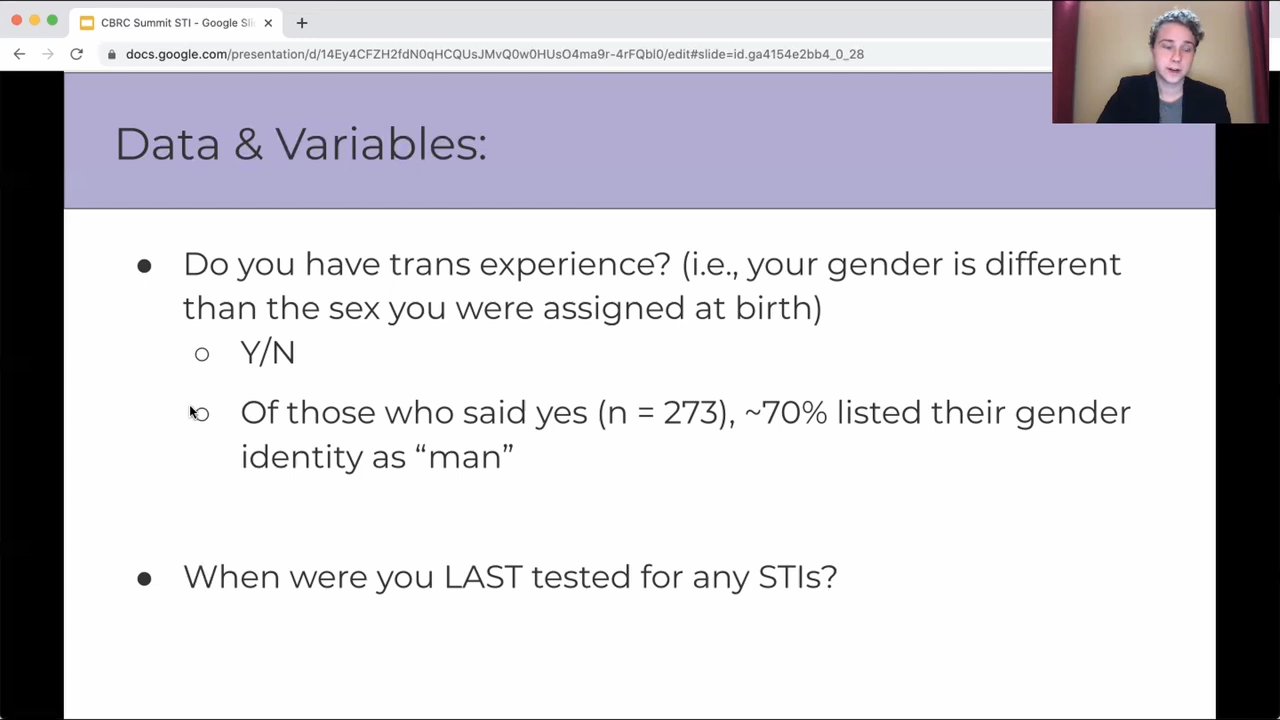 CBRC Summit STI - Google Sli
docs.google.com/presentation/d/14Ey4CFZH2fdN0qHCQUsJMvQ0w0HUsO4ma9r-4rFQbl0/edit#slide=id.ga4154e2bb4_0_28
Data & Variables:
● Do you have trans experience? (i.e., your gender is different
than the sex you were assigned at birth)
○ Y/N
○ Of those who said yes (n = 273), ~70% listed their gender
identity as “man”
● When were you LAST tested for any STIs?